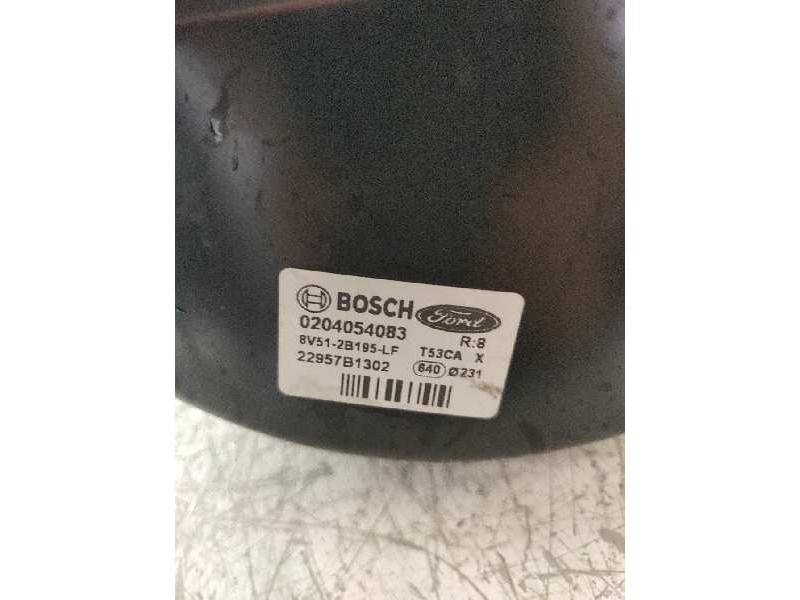 BOSCH Ford
0204054083 R:8
8V51-2B195-LF T53CA X
22957B1302 640 Ø231